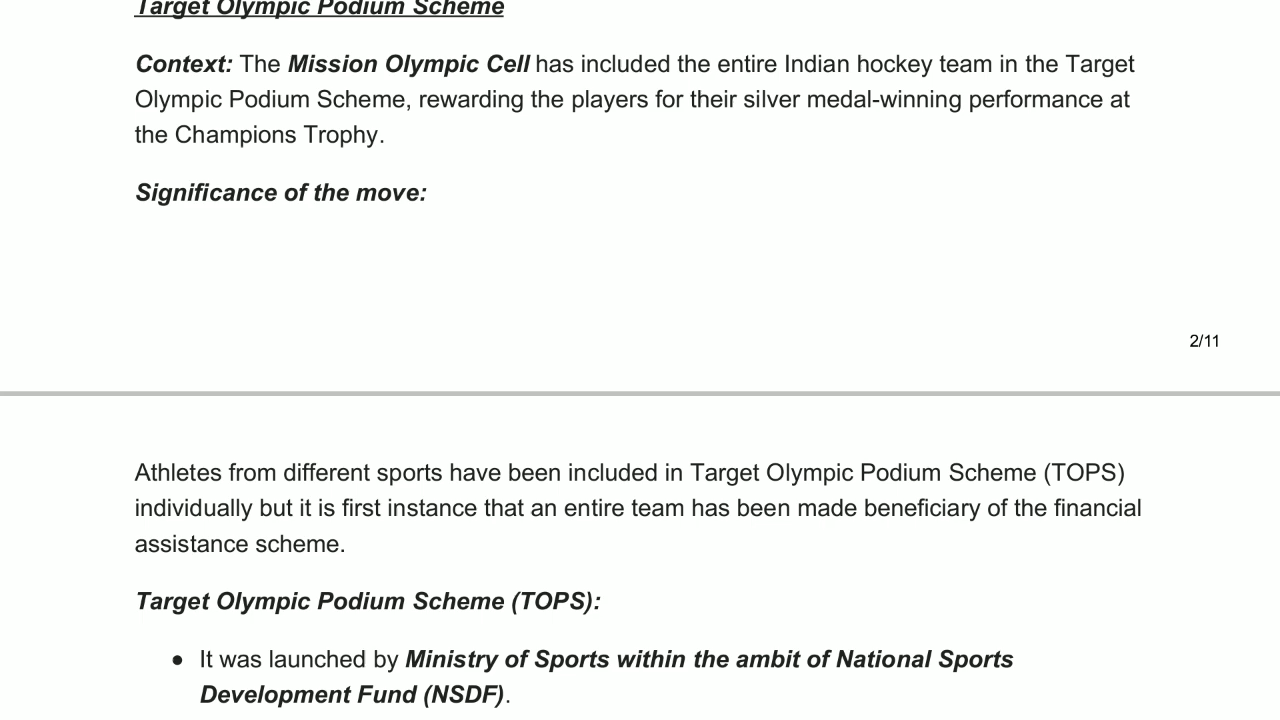 Target Olympic Podium Scheme
Context: The Mission Olympic Cell has included the entire Indian hockey team in the Target
Olympic Podium Scheme, rewarding the players for their silver medal-winning performance at
the Champions Trophy.
Significance of the move:
2/11
Athletes from different sports have been included in Target Olympic Podium Scheme (TOPS)
individually but it is first instance that an entire team has been made beneficiary of the financial
assistance scheme.
Target Olympic Podium Scheme (TOPS):
● It was launched by Ministry of Sports within the ambit of National Sports
Development Fund (NSDF).